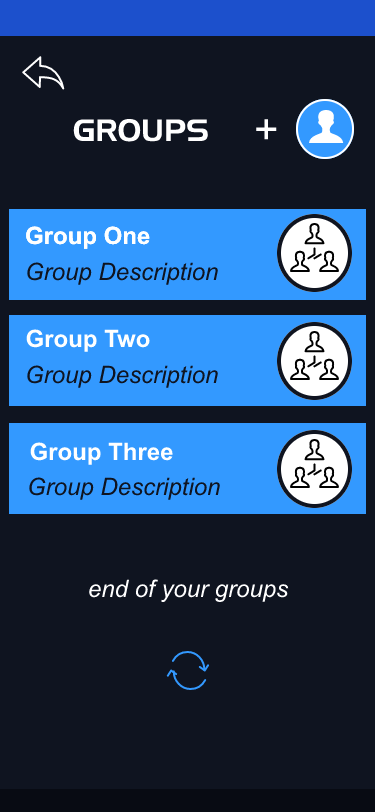 GROUPS +
Group One
Group Description
Group Two
Group Description
Group Three
Group Description
end of your groups